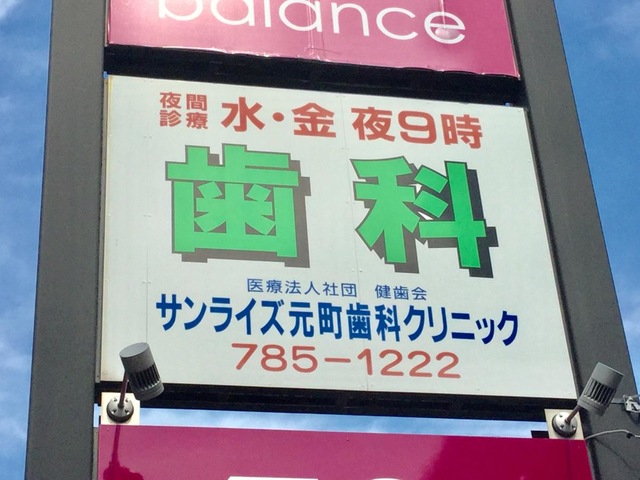 balance
夜間診療 水・金 夜9時
歯科
医療法人社団 健歯会
サンライズ元町歯科クリニック
785-1222